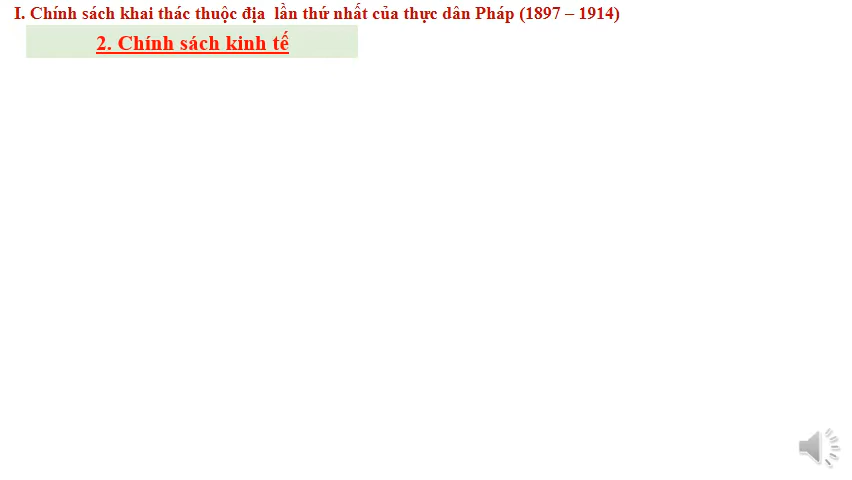 I. Chính sách khai thác thuộc địa lần thứ nhất của thực dân Pháp (1897 – 1914)
2. Chính sách kinh tế